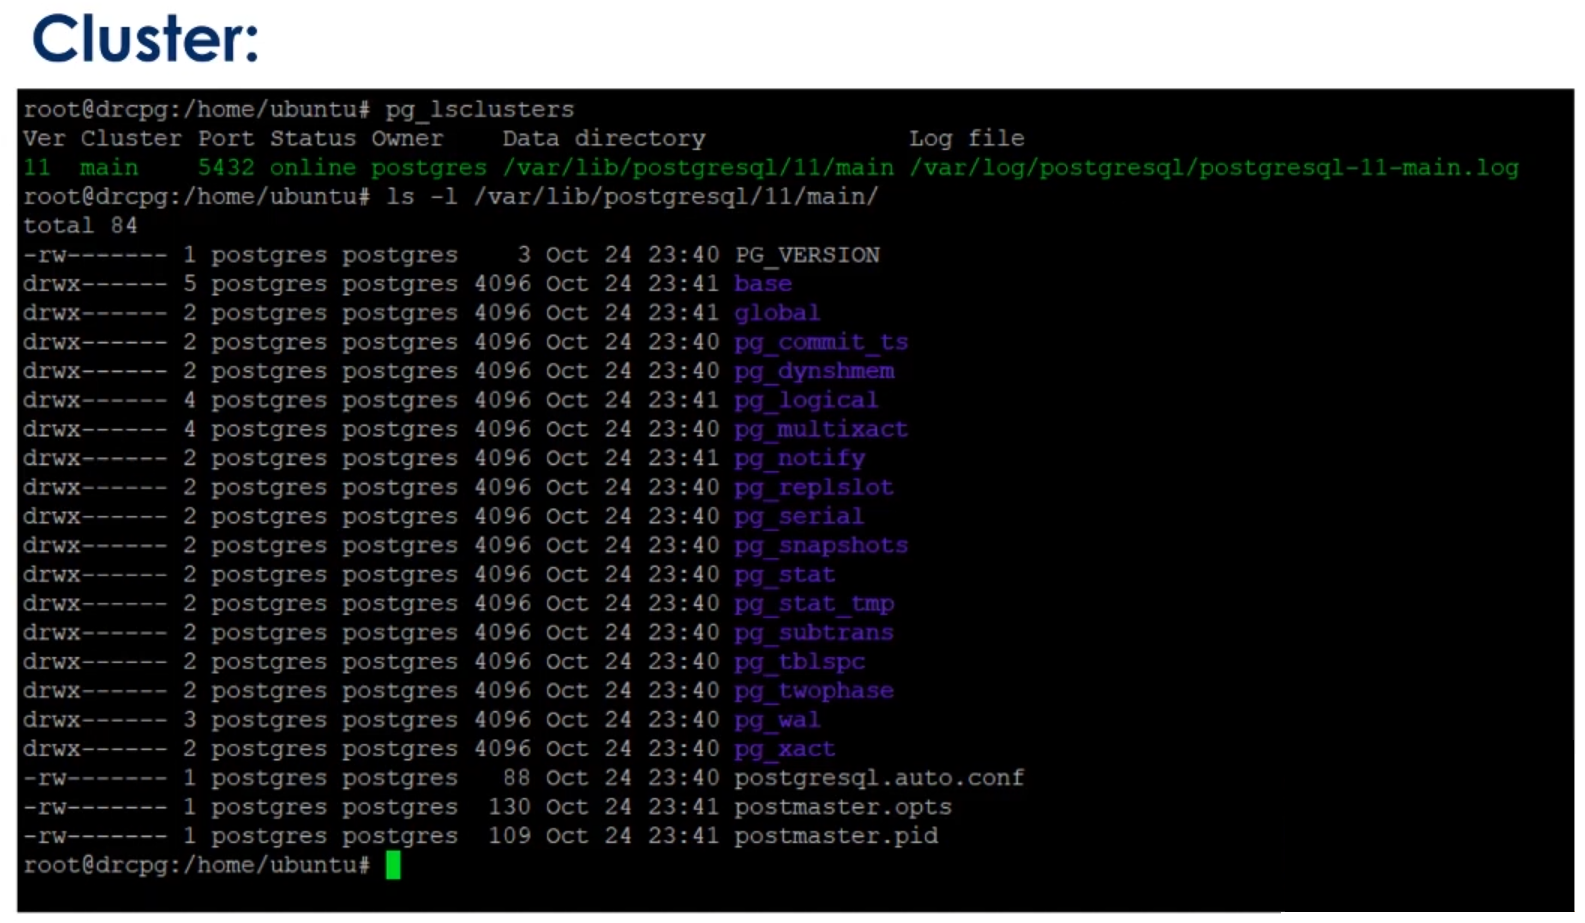 Cluster:
root@drcpg:/home/ubuntu# pg_lsclusters
Ver Cluster Port Status Owner    Data directory              Log file
11  main    5432 online postgres /var/lib/postgresql/11/main /var/log/postgresql/postgresql-11-main.log
root@drcpg:/home/ubuntu# ls -l /var/lib/postgresql/11/main/
total 84
-rw------- 1 postgres postgres    3 Oct 24 23:40 PG_VERSION
drwx------ 5 postgres postgres 4096 Oct 24 23:41 base
drwx------ 2 postgres postgres 4096 Oct 24 23:41 global
drwx------ 2 postgres postgres 4096 Oct 24 23:40 pg_commit_ts
drwx------ 2 postgres postgres 4096 Oct 24 23:40 pg_dynshmem
drwx------ 4 postgres postgres 4096 Oct 24 23:41 pg_logical
drwx------ 4 postgres postgres 4096 Oct 24 23:40 pg_multixact
drwx------ 2 postgres postgres 4096 Oct 24 23:41 pg_notify
drwx------ 2 postgres postgres 4096 Oct 24 23:40 pg_replslot
drwx------ 2 postgres postgres 4096 Oct 24 23:40 pg_serial
drwx------ 2 postgres postgres 4096 Oct 24 23:40 pg_snapshots
drwx------ 2 postgres postgres 4096 Oct 24 23:40 pg_stat
drwx------ 2 postgres postgres 4096 Oct 24 23:40 pg_stat_tmp
drwx------ 2 postgres postgres 4096 Oct 24 23:40 pg_subtrans
drwx------ 2 postgres postgres 4096 Oct 24 23:40 pg_tblspc
drwx------ 2 postgres postgres 4096 Oct 24 23:40 pg_twophase
drwx------ 3 postgres postgres 4096 Oct 24 23:40 pg_wal
drwx------ 2 postgres postgres 4096 Oct 24 23:40 pg_xact
-rw------- 1 postgres postgres   88 Oct 24 23:40 postgresql.auto.conf
-rw------- 1 postgres postgres  130 Oct 24 23:41 postmaster.opts
-rw------- 1 postgres postgres  109 Oct 24 23:41 postmaster.pid
root@drcpg:/home/ubuntu#